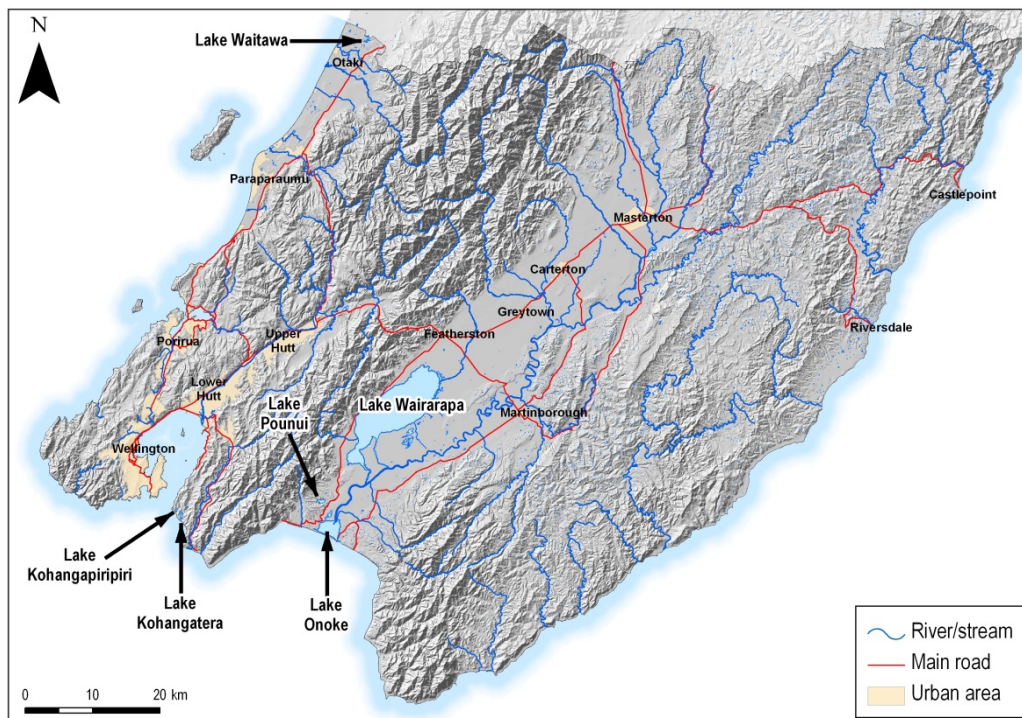 N
Lake Waitawa
Otaki
Paraparaumu
Castlepoint
Masterton
Carterton
Greytown
Riversdale
Featherston
Upper
Hutt
Porirua
Lower
Hutt
Lake
Pounui
Lake Wairarapa
Martinborough
Wellington
Lake
Kohangapiripiri
Lake
Kohangatera
Lake
Onoke
River/stream
Main road
Urban area
0 10 20 km